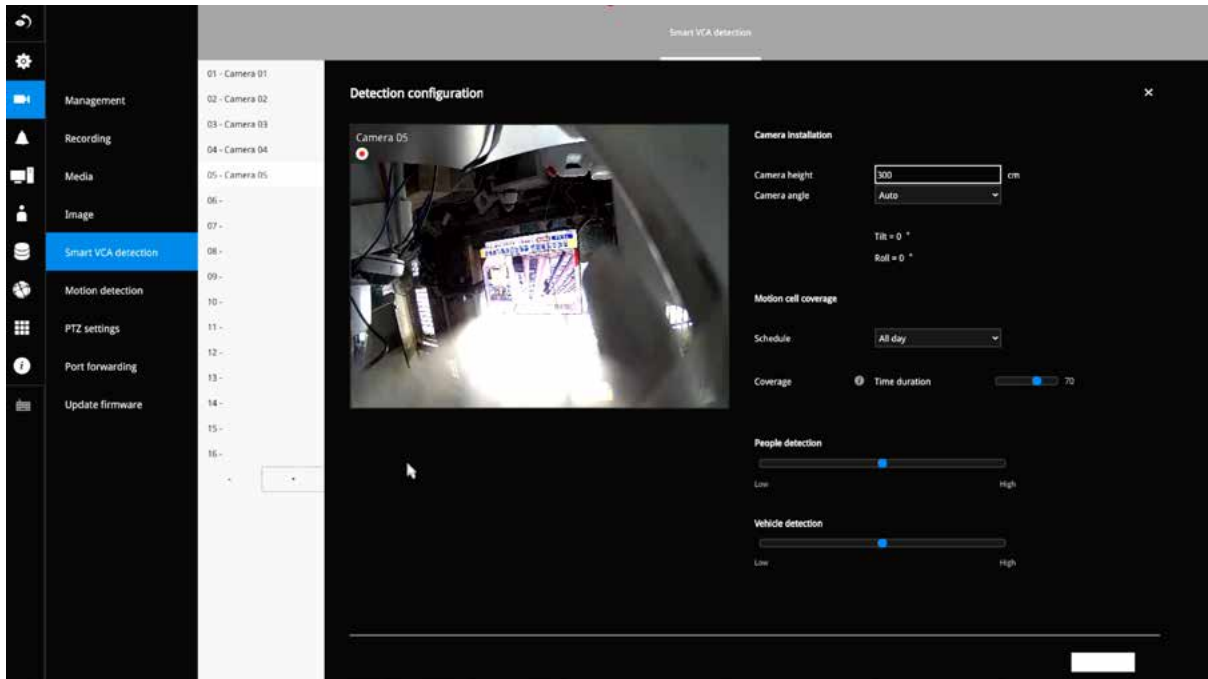 Smart VCA detection
Management
Recording
Media
Image
Smart VCA detection
Motion detection
PTZ settings
Port forwarding
Update firmware
01 - Camera 01
02 - Camera 02
03 - Camera 03
04 - Camera 04
05 - Camera 05
06 -
07 -
08 -
09 -
10 -
11 -
12 -
13 -
14 -
15 -
16 -
Detection configuration
Camera 05
Camera installation
Camera height 300 cm
Camera angle Auto
Tilt = 0 °
Roll = 0 °
Motion cell coverage
Schedule All day
Coverage Time duration 70
People detection
Low High
Vehicle detection
Low High